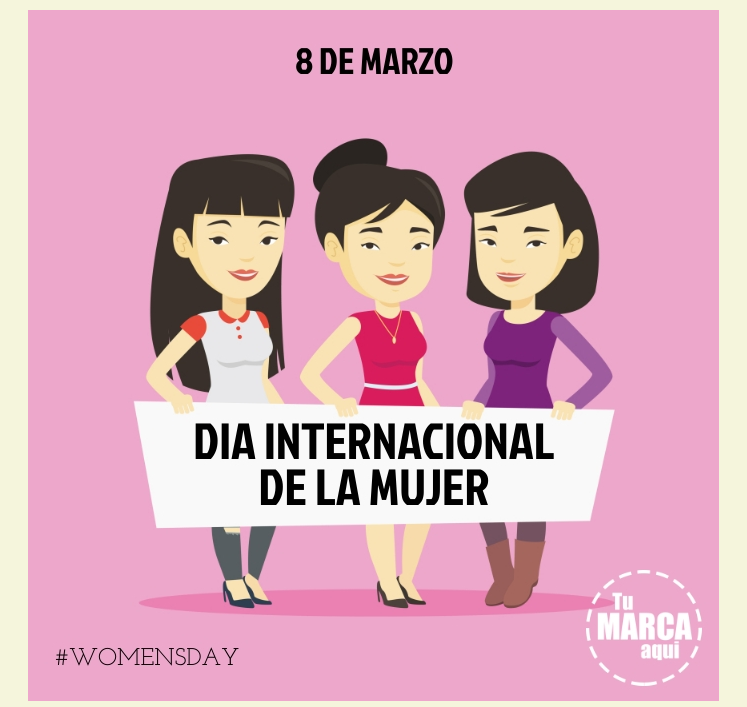 8 DE MARZO
DIA INTERNACIONAL
DE LA MUJER
#WOMENSDAY
Tu
MARCA
aqui